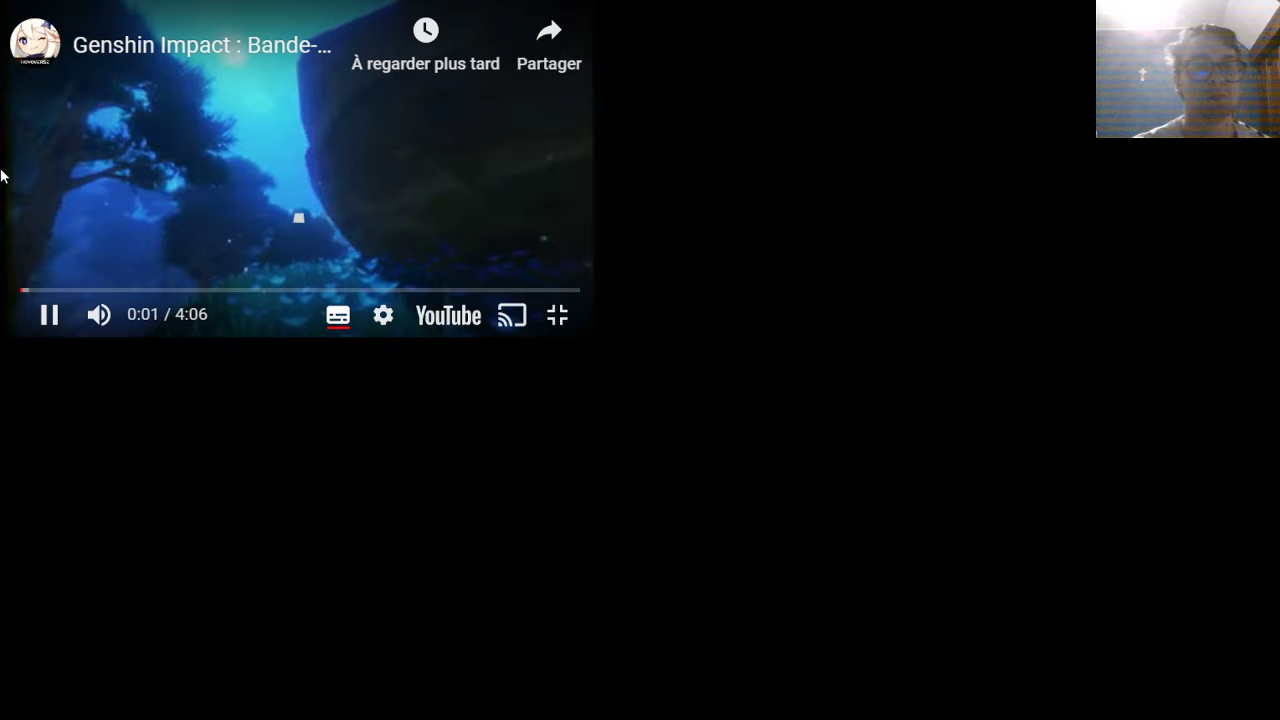 Genshin Impact : Bande-...
À regarder plus tard
Partager
0:01 / 4:06
YouTube